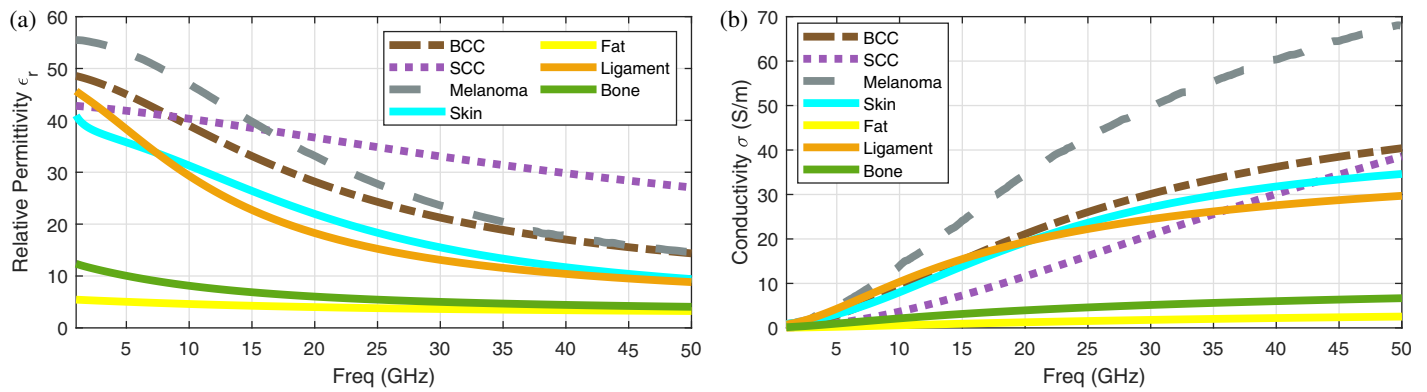 (a)
60
50
40
30
20
10
0
Relative Permittivity ϵr
BCC
SCC
Melanoma
Skin
Fat
Ligament
Bone
5 10 15 20 25 30 35 40 45 50
Freq (GHz)
(b)
70
60
50
40
30
20
10
0
Conductivity σ (S/m)
BCC
SCC
Melanoma
Skin
Fat
Ligament
Bone
5 10 15 20 25 30 35 40 45 50
Freq (GHz)